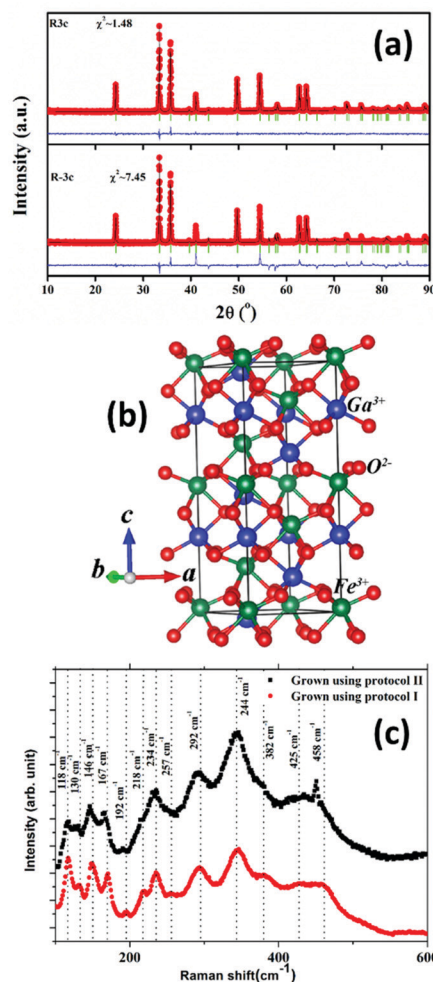 R3c χ²~1.48 (a)
R-3c χ²~7.45
Intensity (a.u.)
10 20 30 40 50 60 70 80 90
2θ (°)
(b)
Ga³⁺
O²⁻
Fe³⁺
c
b a
(c)
Grown using protocol II
Grown using protocol I
118 cm⁻¹
130 cm⁻¹
146 cm⁻¹
167 cm⁻¹
192 cm⁻¹
218 cm⁻¹
234 cm⁻¹
257 cm⁻¹
292 cm⁻¹
244 cm⁻¹
382 cm⁻¹
425 cm⁻¹
458 cm⁻¹
Intensity (arb. unit)
200 400 600
Raman shift(cm⁻¹)